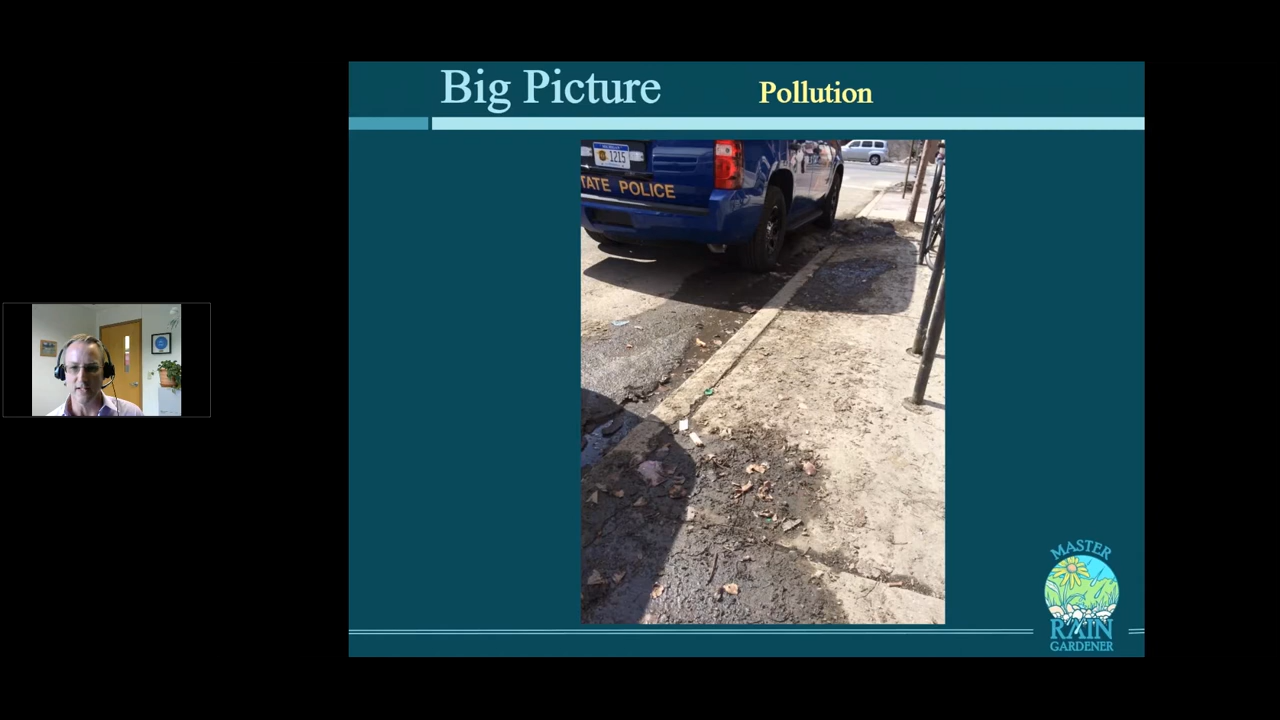 Big Picture
Pollution
1215
TATE POLICE
MASTER
RAIN
GARDENER